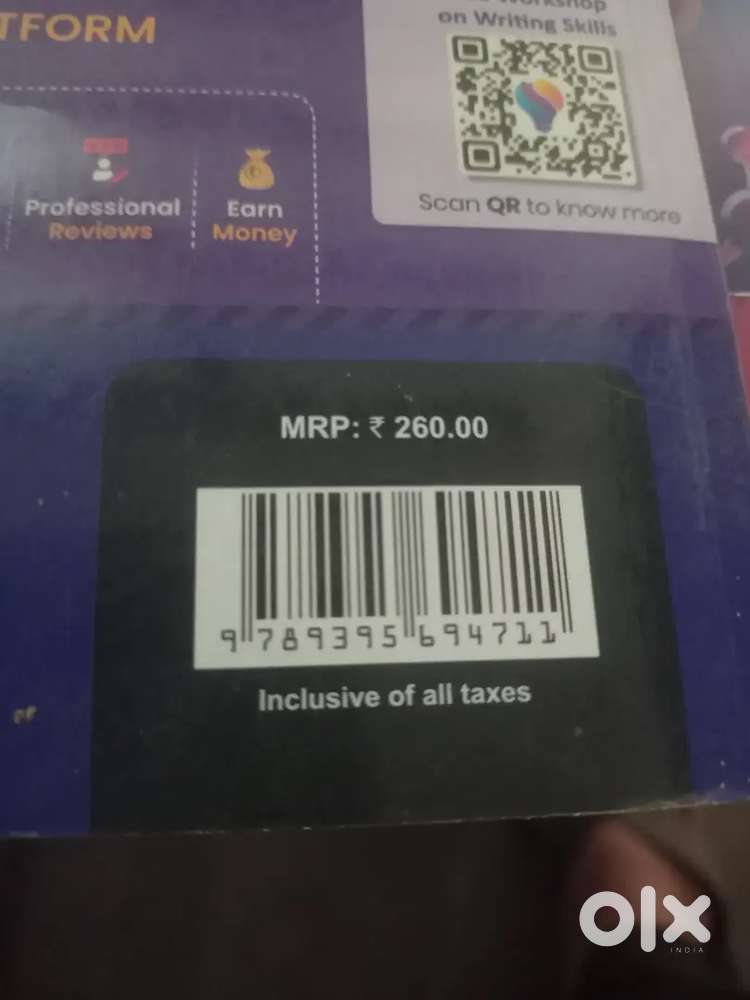 TFORM
on Writing Skills
Scan QR to know more
Professional
Reviews
Earn
Money
MRP: ₹ 260.00
9 789395 694711
Inclusive of all taxes
olx
INDIA